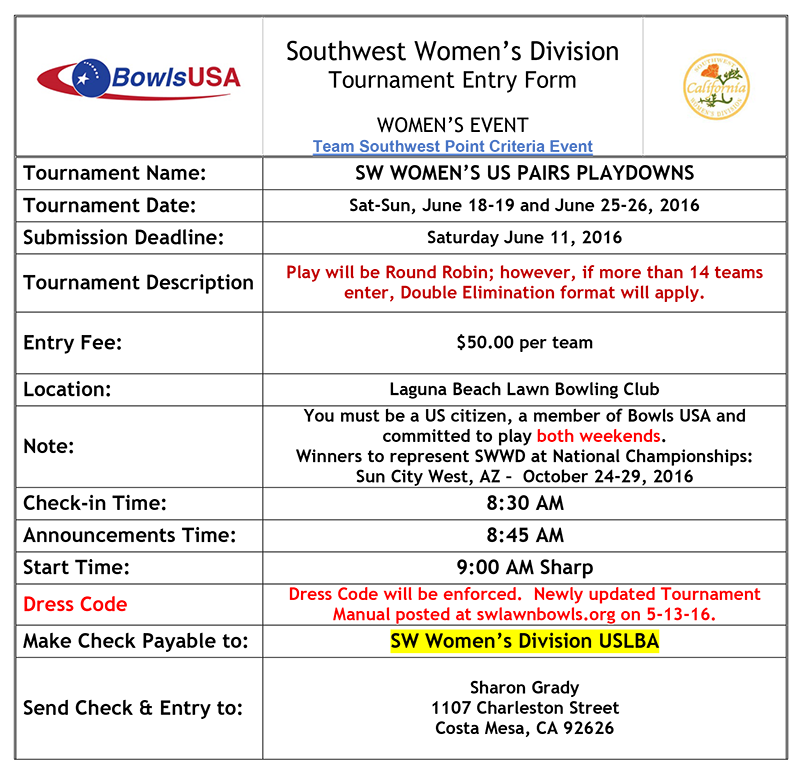 BowlsUSA
Southwest Women's Division
Tournament Entry Form
WOMEN'S EVENT
Team Southwest Point Criteria Event
SOUTHWEST
California
WOMEN'S DIVISION
Tournament Name: SW WOMEN'S US PAIRS PLAYDOWNS
Tournament Date: Sat-Sun, June 18-19 and June 25-26, 2016
Submission Deadline: Saturday June 11, 2016
Tournament Description
Play will be Round Robin; however, if more than 14 teams
enter, Double Elimination format will apply.
Entry Fee: $50.00 per team
Location: Laguna Beach Lawn Bowling Club
Note:
You must be a US citizen, a member of Bowls USA and
committed to play both weekends.
Winners to represent SWWD at National Championships:
Sun City West, AZ – October 24-29, 2016
Check-in Time: 8:30 AM
Announcements Time: 8:45 AM
Start Time: 9:00 AM Sharp
Dress Code
Dress Code will be enforced.  Newly updated Tournament
Manual posted at swlawnbowls.org on 5-13-16.
Make Check Payable to: SW Women's Division USLBA
Send Check & Entry to:
Sharon Grady
1107 Charleston Street
Costa Mesa, CA 92626